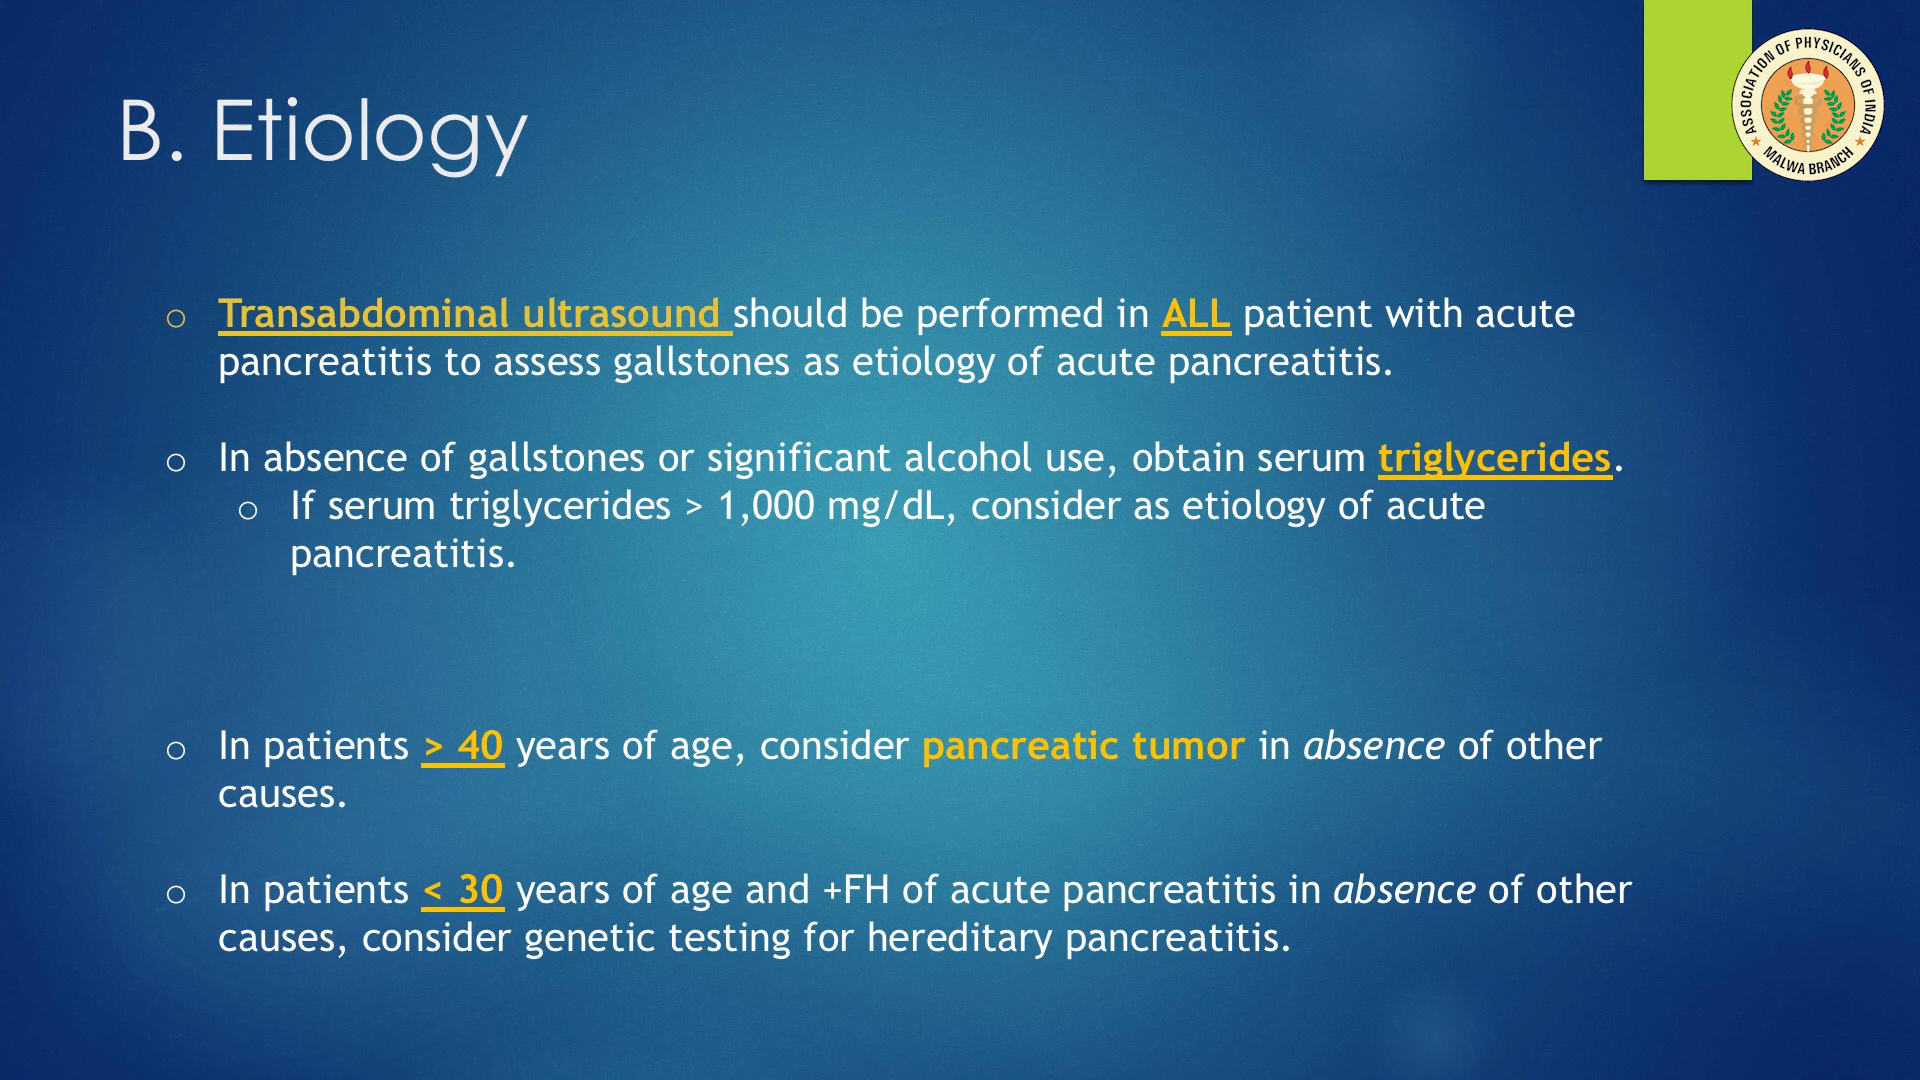 B. Etiology
ASSOCIATION OF PHYSICIANS OF INDIA
MALWA BRANCH
Transabdominal ultrasound should be performed in ALL patient with acute
pancreatitis to assess gallstones as etiology of acute pancreatitis.
In absence of gallstones or significant alcohol use, obtain serum triglycerides.
If serum triglycerides > 1,000 mg/dL, consider as etiology of acute
pancreatitis.
In patients > 40 years of age, consider pancreatic tumor in absence of other
causes.
In patients < 30 years of age and +FH of acute pancreatitis in absence of other
causes, consider genetic testing for hereditary pancreatitis.